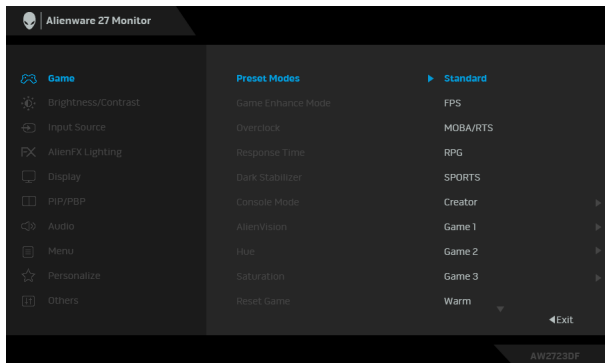 Alienware 27 Monitor
Game Preset Modes Standard
Brightness/Contrast Game Enhance Mode FPS
Input Source Overclock MOBA/RTS
AlienFX Lighting Response Time RPG
Display Dark Stabilizer SPORTS
PIP/PBP Console Mode Creator
Audio AlienVision Game 1
Menu Hue Game 2
Personalize Saturation Game 3
Others Reset Game Warm
Exit
AW2723DF